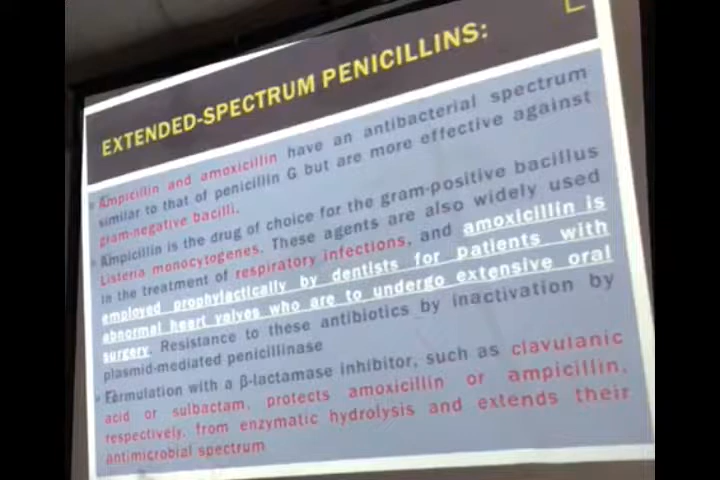 EXTENDED-SPECTRUM PENICILLINS:
Ampicillin and amoxicillin have an antibacterial spectrum
similar to that of penicillin G but are more effective against
gram-negative bacilli.
Ampicillin is the drug of choice for the gram-positive bacillus
Listeria monocytogenes. These agents are also widely used
in the treatment of respiratory infections, and amoxicillin is
employed prophylactically by dentists for patients with
abnormal heart valves who are to undergo extensive oral
surgery. Resistance to these antibiotics by inactivation by
plasmid-mediated penicillinase
Formulation with a β-lactamase inhibitor, such as clavulanic
acid or sulbactam, protects amoxicillin or ampicillin,
respectively, from enzymatic hydrolysis and extends their
antimicrobial spectrum